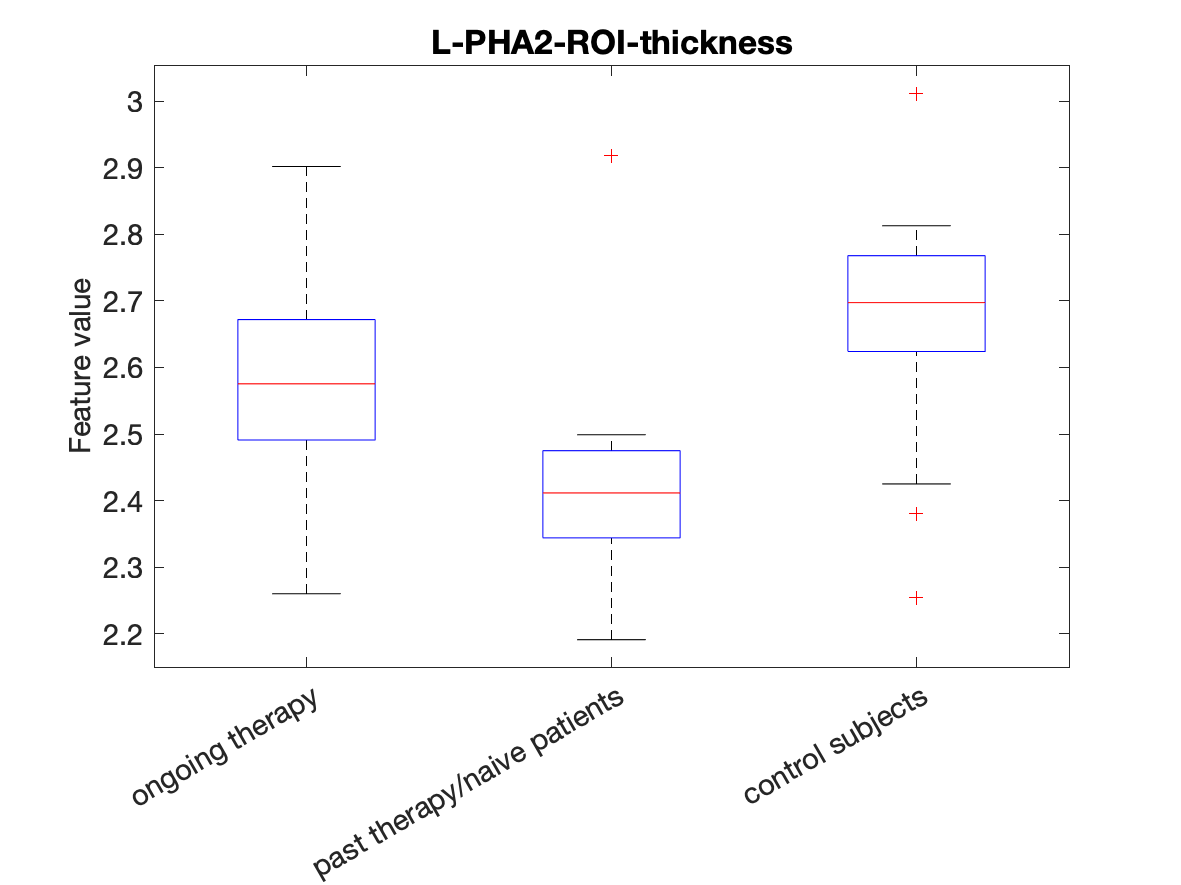 L-PHA2-ROI-thickness
Feature value
3
2.9
2.8
2.7
2.6
2.5
2.4
2.3
2.2
ongoing therapy
past therapy/naive patients
control subjects